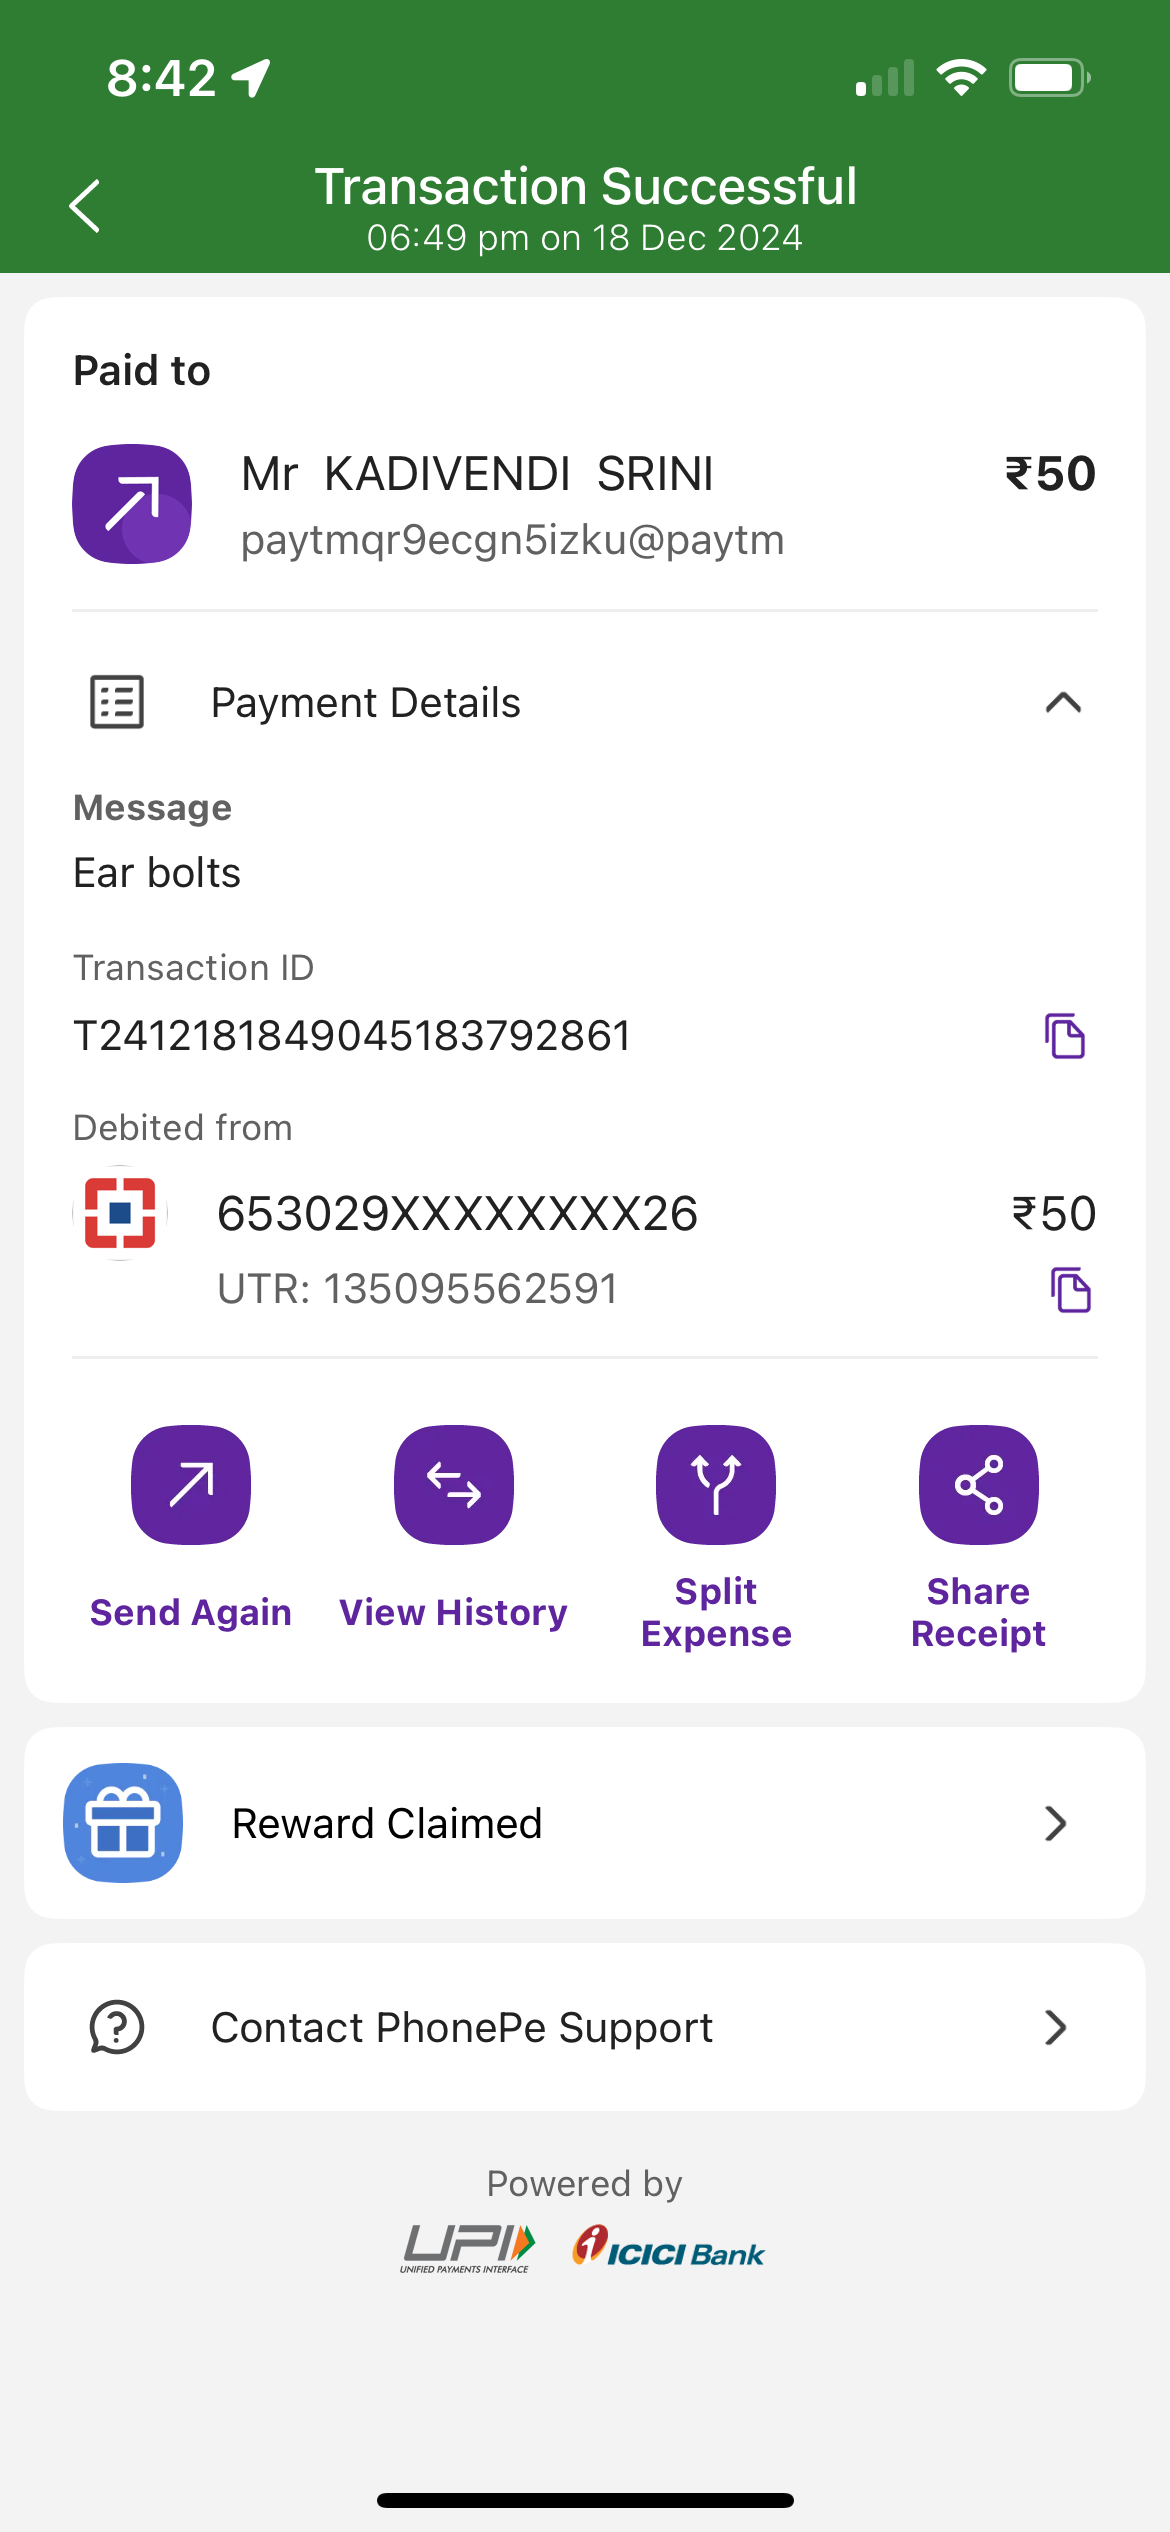 8:42
Transaction Successful
06:49 pm on 18 Dec 2024
Paid to
Mr KADIVENDI SRINI
₹50
paytmqr9ecgn5izku@paytm
Payment Details
Message
Ear bolts
Transaction ID
T2412181849045183792861
Debited from
653029XXXXXXXX26
₹50
UTR: 135095562591
Send Again
View History
Split
Expense
Share
Receipt
Reward Claimed
Contact PhonePe Support
Powered by
UPI
UNIFIED PAYMENTS INTERFACE
ICICI Bank